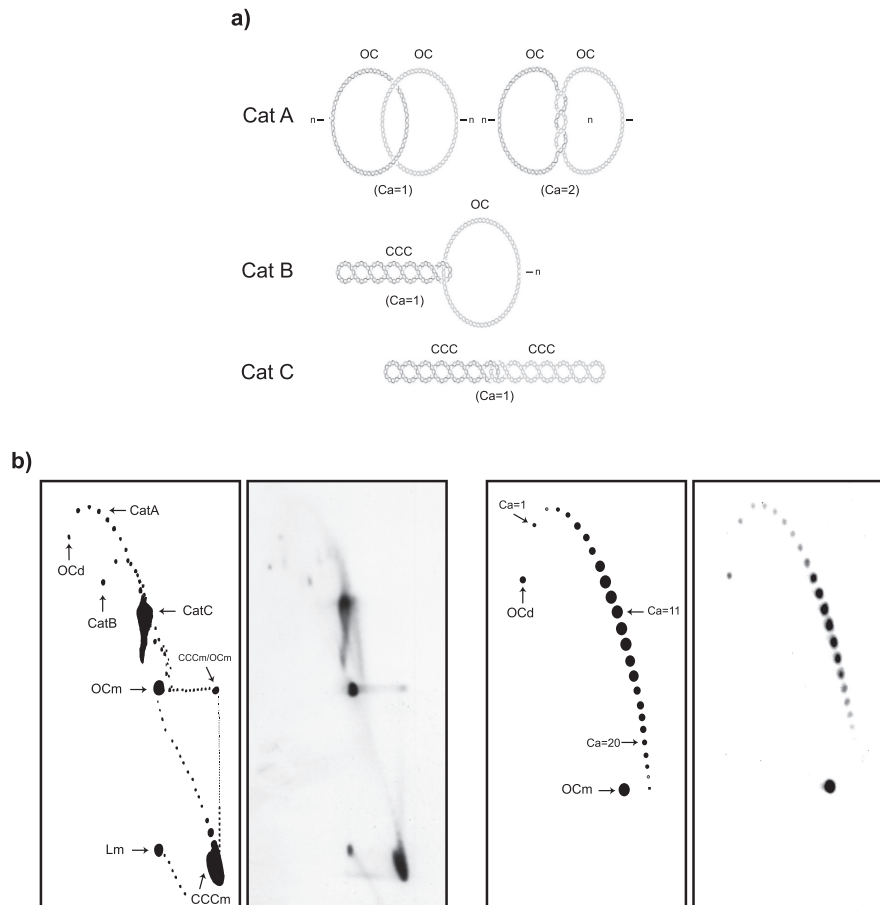 a)
OC OC OC OC
Cat A
n n n n
(Ca=1) (Ca=2)
OC
CCC
Cat B
n
(Ca=1)
CCC CCC
Cat C
(Ca=1)
b)
CatA
OCd
CatB
CatC
CCCm/OCm
OCm
Lm
CCCm
Ca=1
OCd
Ca=11
Ca=20
OCm